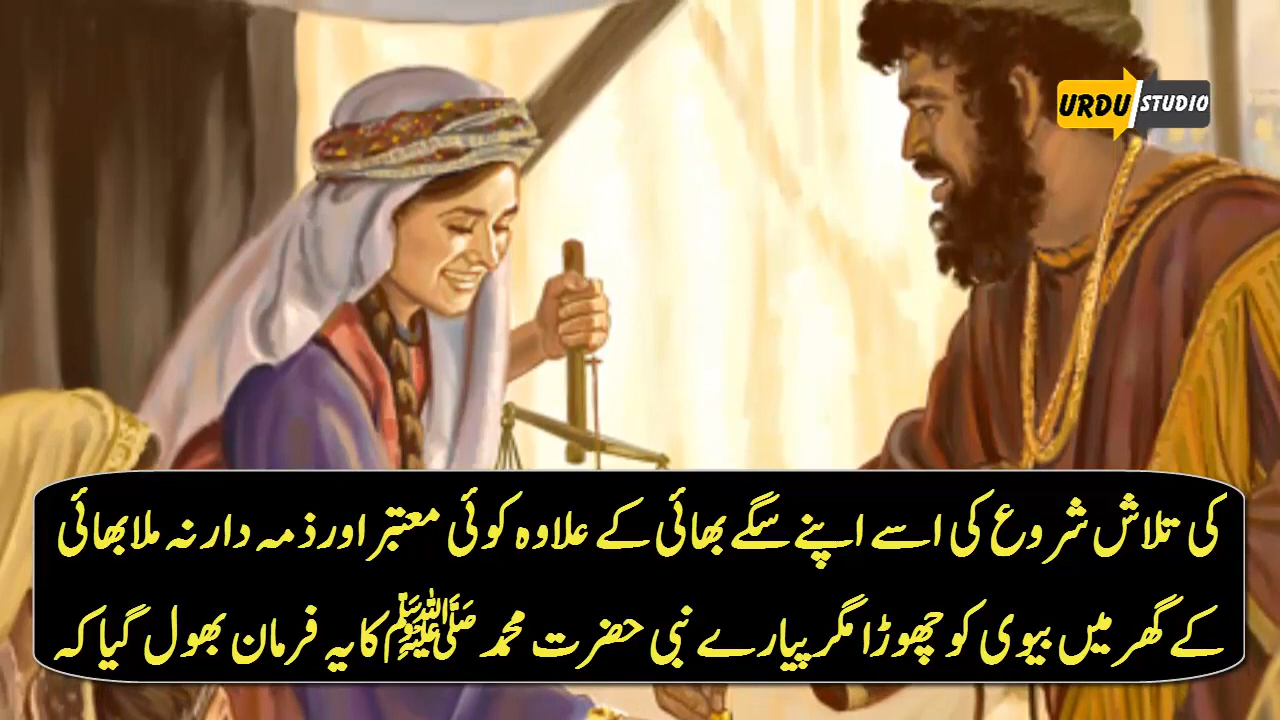 URDU STUDIO
کی تلاش شروع کی اسے اپنے سگے بھائی کے علاوہ کوئی معتبر اور ذمہ دار نہ ملا بھائی
کے گھر میں بیوی کو چھوڑا مگر پیارے نبی حضرت محمد ﷺ کا یہ فرمان بھول گیا کہ